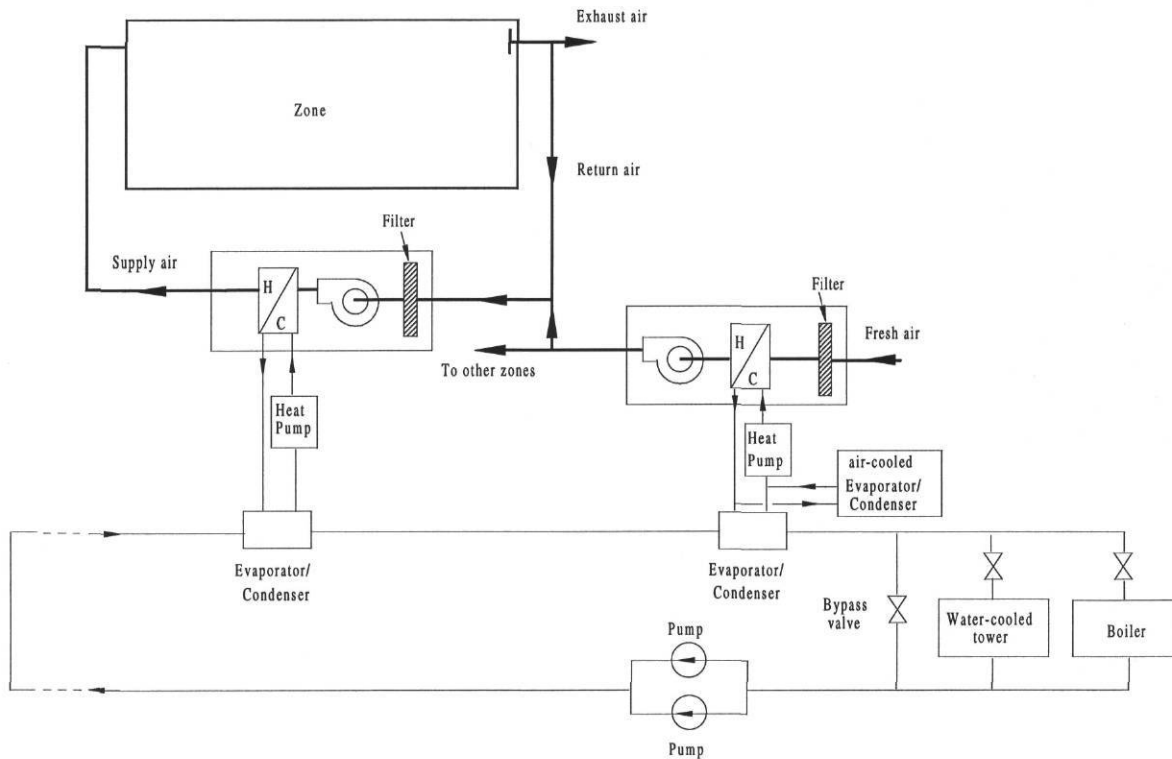 Exhaust air
Zone
Return air
Filter
Supply air
H
C
Filter
Fresh air
H
C
To other zones
Heat
Pump
Heat
Pump
air-cooled
Evaporator/
Condenser
Evaporator/
Condenser
Evaporator/
Condenser
Bypass
valve
Water-cooled
tower
Boiler
Pump
Pump